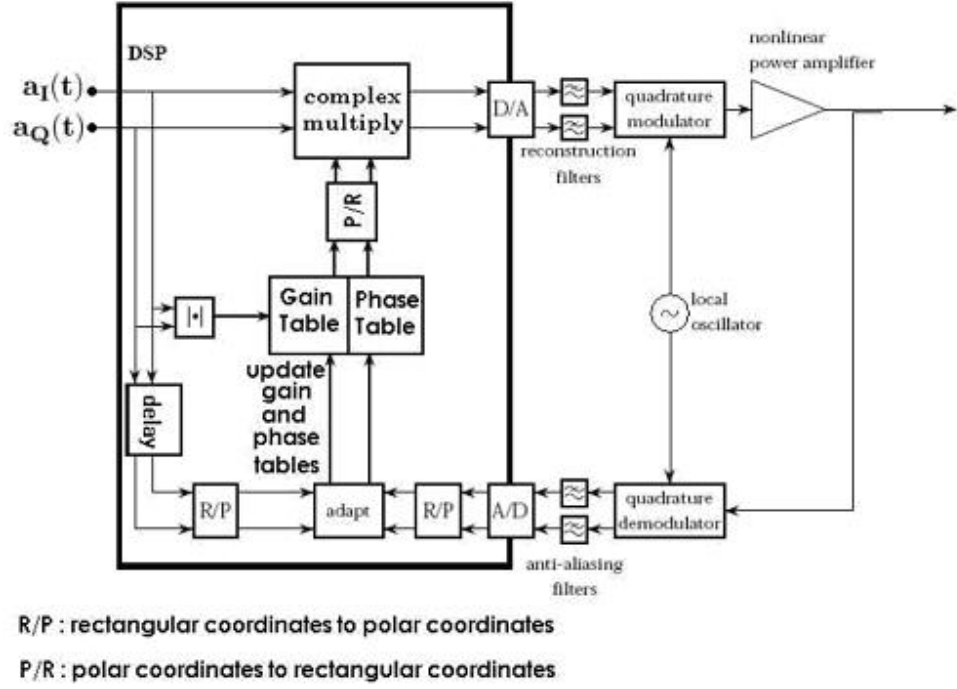 DSP
nonlinear
power amplifier
a_I(t)
a_Q(t)
complex
multiply
D/A
quadrature
modulator
reconstruction
filters
P/R
Gain
Table
Phase
Table
|•|
local
oscillator
update
gain
and
phase
tables
delay
R/P
adapt
R/P
A/D
quadrature
demodulator
anti-aliasing
filters
R/P : rectangular coordinates to polar coordinates
P/R : polar coordinates to rectangular coordinates